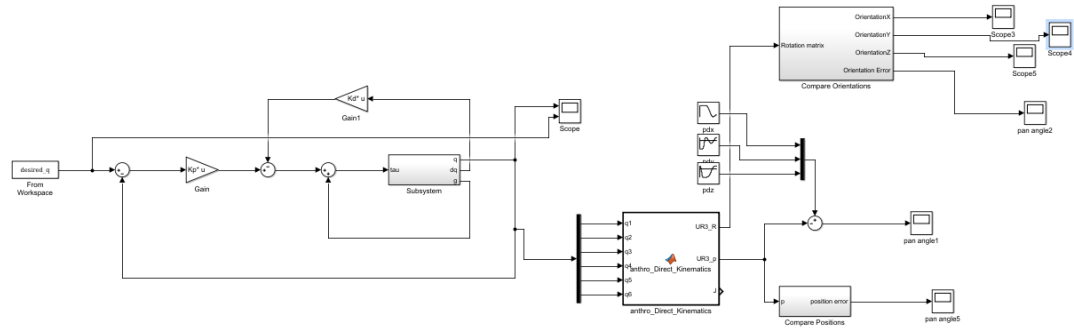 OrientationX
OrientationY
OrientationZ
Orientation Error
Rotation matrix
Compare Orientations
Scope3
Scope4
Scope5
pan angle2
Kd* u
Gain1
Scope
pdx
pdz
desired_q
From
Workspace
Kp* u
Gain
tau
q
dq
g
Subsystem
q1
q2
q3
q4
q5
q6
UR3_R
UR3_p
J
anthro_Direct_Kinematics
anthro_Direct_Kinematics
pan angle1
p
position error
Compare Positions
pan angle5